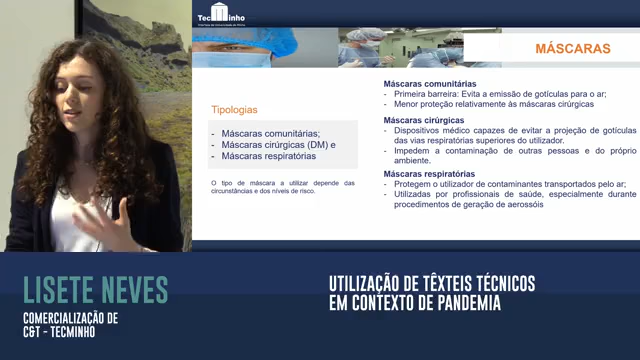 TecMinho
MÁSCARAS
Tipologias
- Máscaras comunitárias;
- Máscaras cirúrgicas (DM) e
- Máscaras respiratórias
O tipo de máscara a utilizar depende das
circunstâncias e dos níveis de risco.
Máscaras comunitárias
- Primeira barreira: Evita a emissão de gotículas para o ar;
- Menor proteção relativamente às máscaras cirúrgicas
Máscaras cirúrgicas
- Dispositivos médico capazes de evitar a projeção de gotículas
das vias respiratórias superiores do utilizador.
- Impedem a contaminação de outras pessoas e do próprio
ambiente.
Máscaras respiratórias
- Protegem o utilizador de contaminantes transportados pelo ar;
- Utilizadas por profissionais de saúde, especialmente durante
procedimentos de geração de aerossóis
LISETE NEVES
COMERCIALIZAÇÃO DE
C&T - TECMINHO
UTILIZAÇÃO DE TÊXTEIS TÉCNICOS
EM CONTEXTO DE PANDEMIA